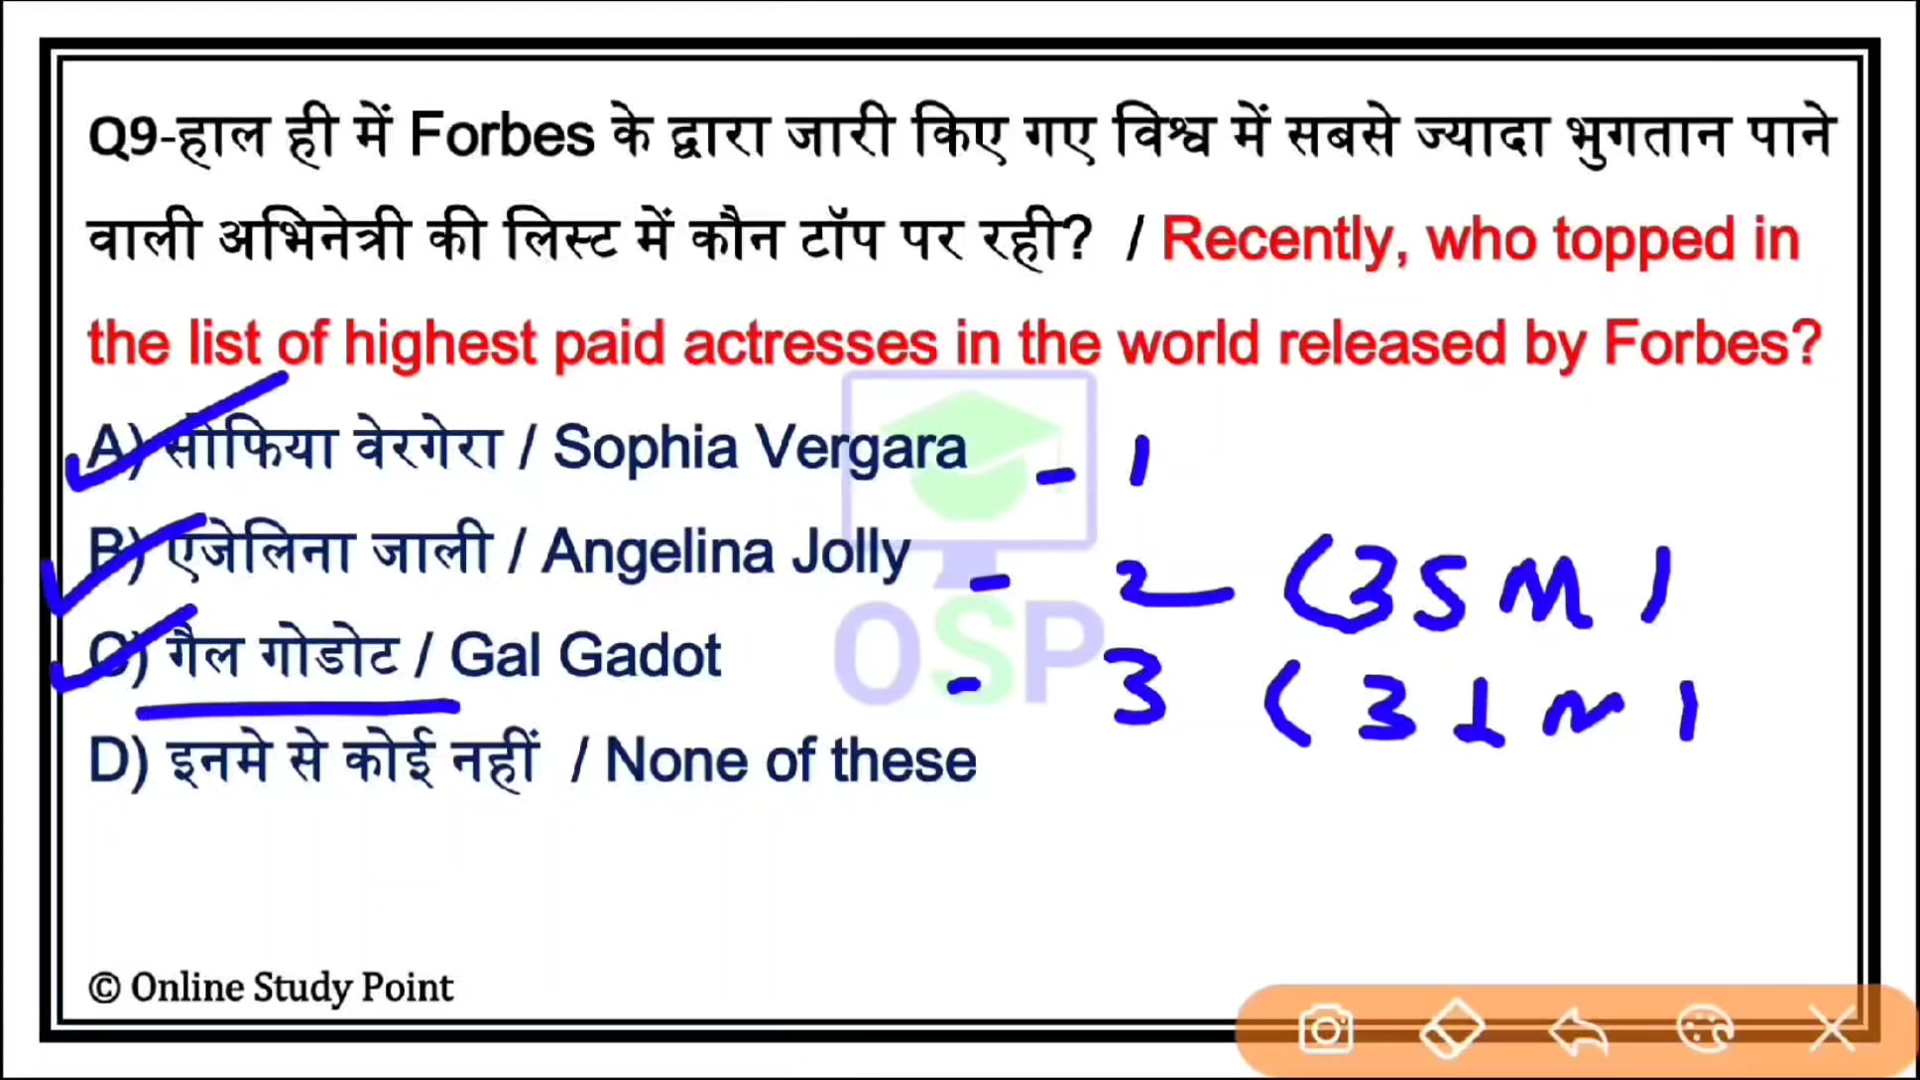 Q9-हाल ही में Forbes के द्वारा जारी किए गए विश्व में सबसे ज्यादा भुगतान पाने
वाली अभिनेत्री की लिस्ट में कौन टॉप पर रही? / Recently, who topped in
the list of highest paid actresses in the world released by Forbes?
A) सोफिया वेरगेरा / Sophia Vergara - 1
B) एंजेलिना जाली / Angelina Jolly - 2 (35M)
C) गैल गोडोट / Gal Gadot - 3 (31M)
D) इनमे से कोई नहीं / None of these
OSP
© Online Study Point